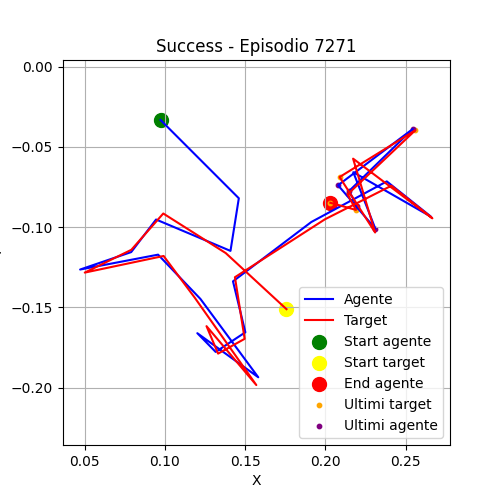 Success - Episodio 7271
0.00
−0.05
−0.10
−0.15
−0.20
0.05
0.10
0.15
0.20
0.25
X
Agente
Target
Start agente
Start target
End agente
Ultimi target
Ultimi agente